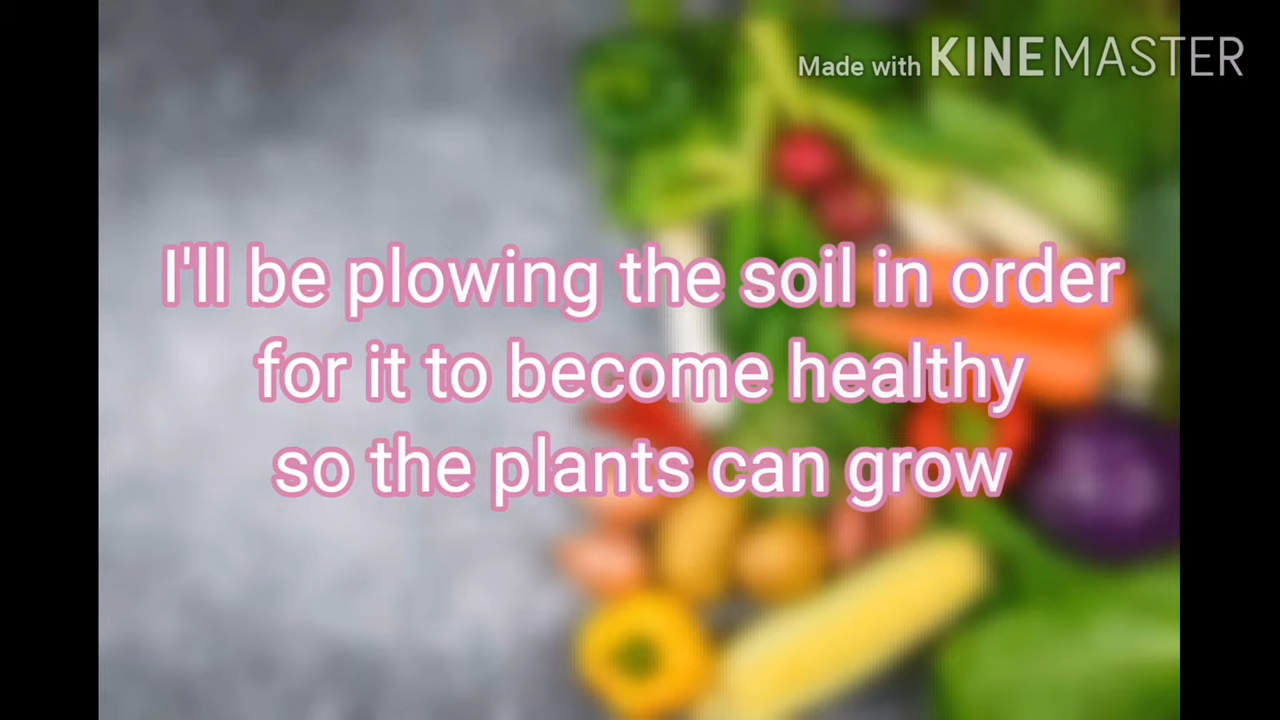 Made with KINEMASTER
I'll be plowing the soil in order
for it to become healthy
so the plants can grow